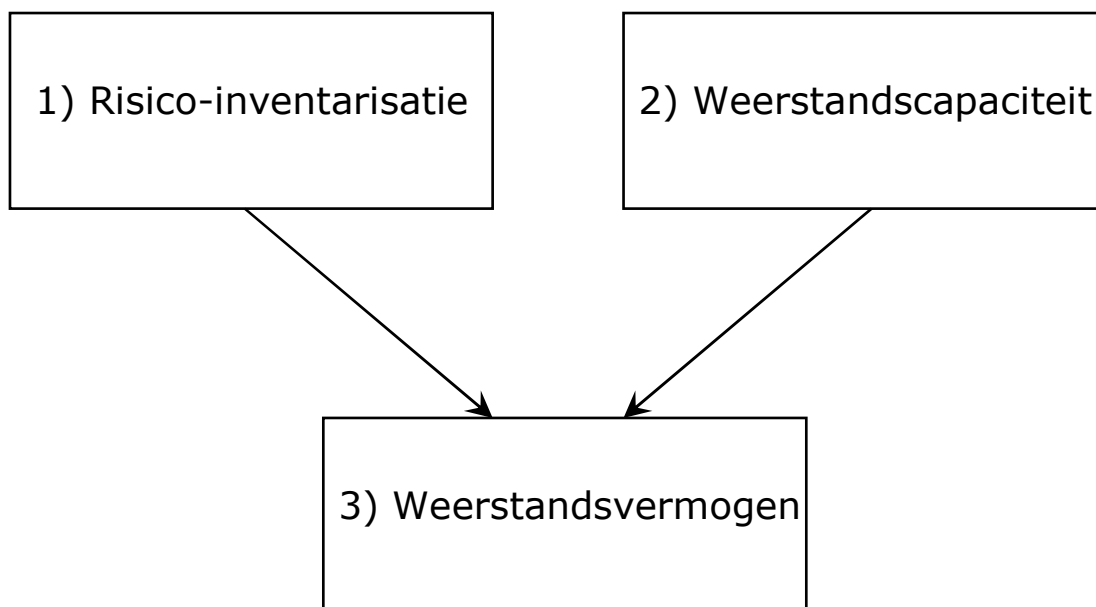 1) Risico-inventarisatie
2) Weerstandscapaciteit
3) Weerstandsvermogen